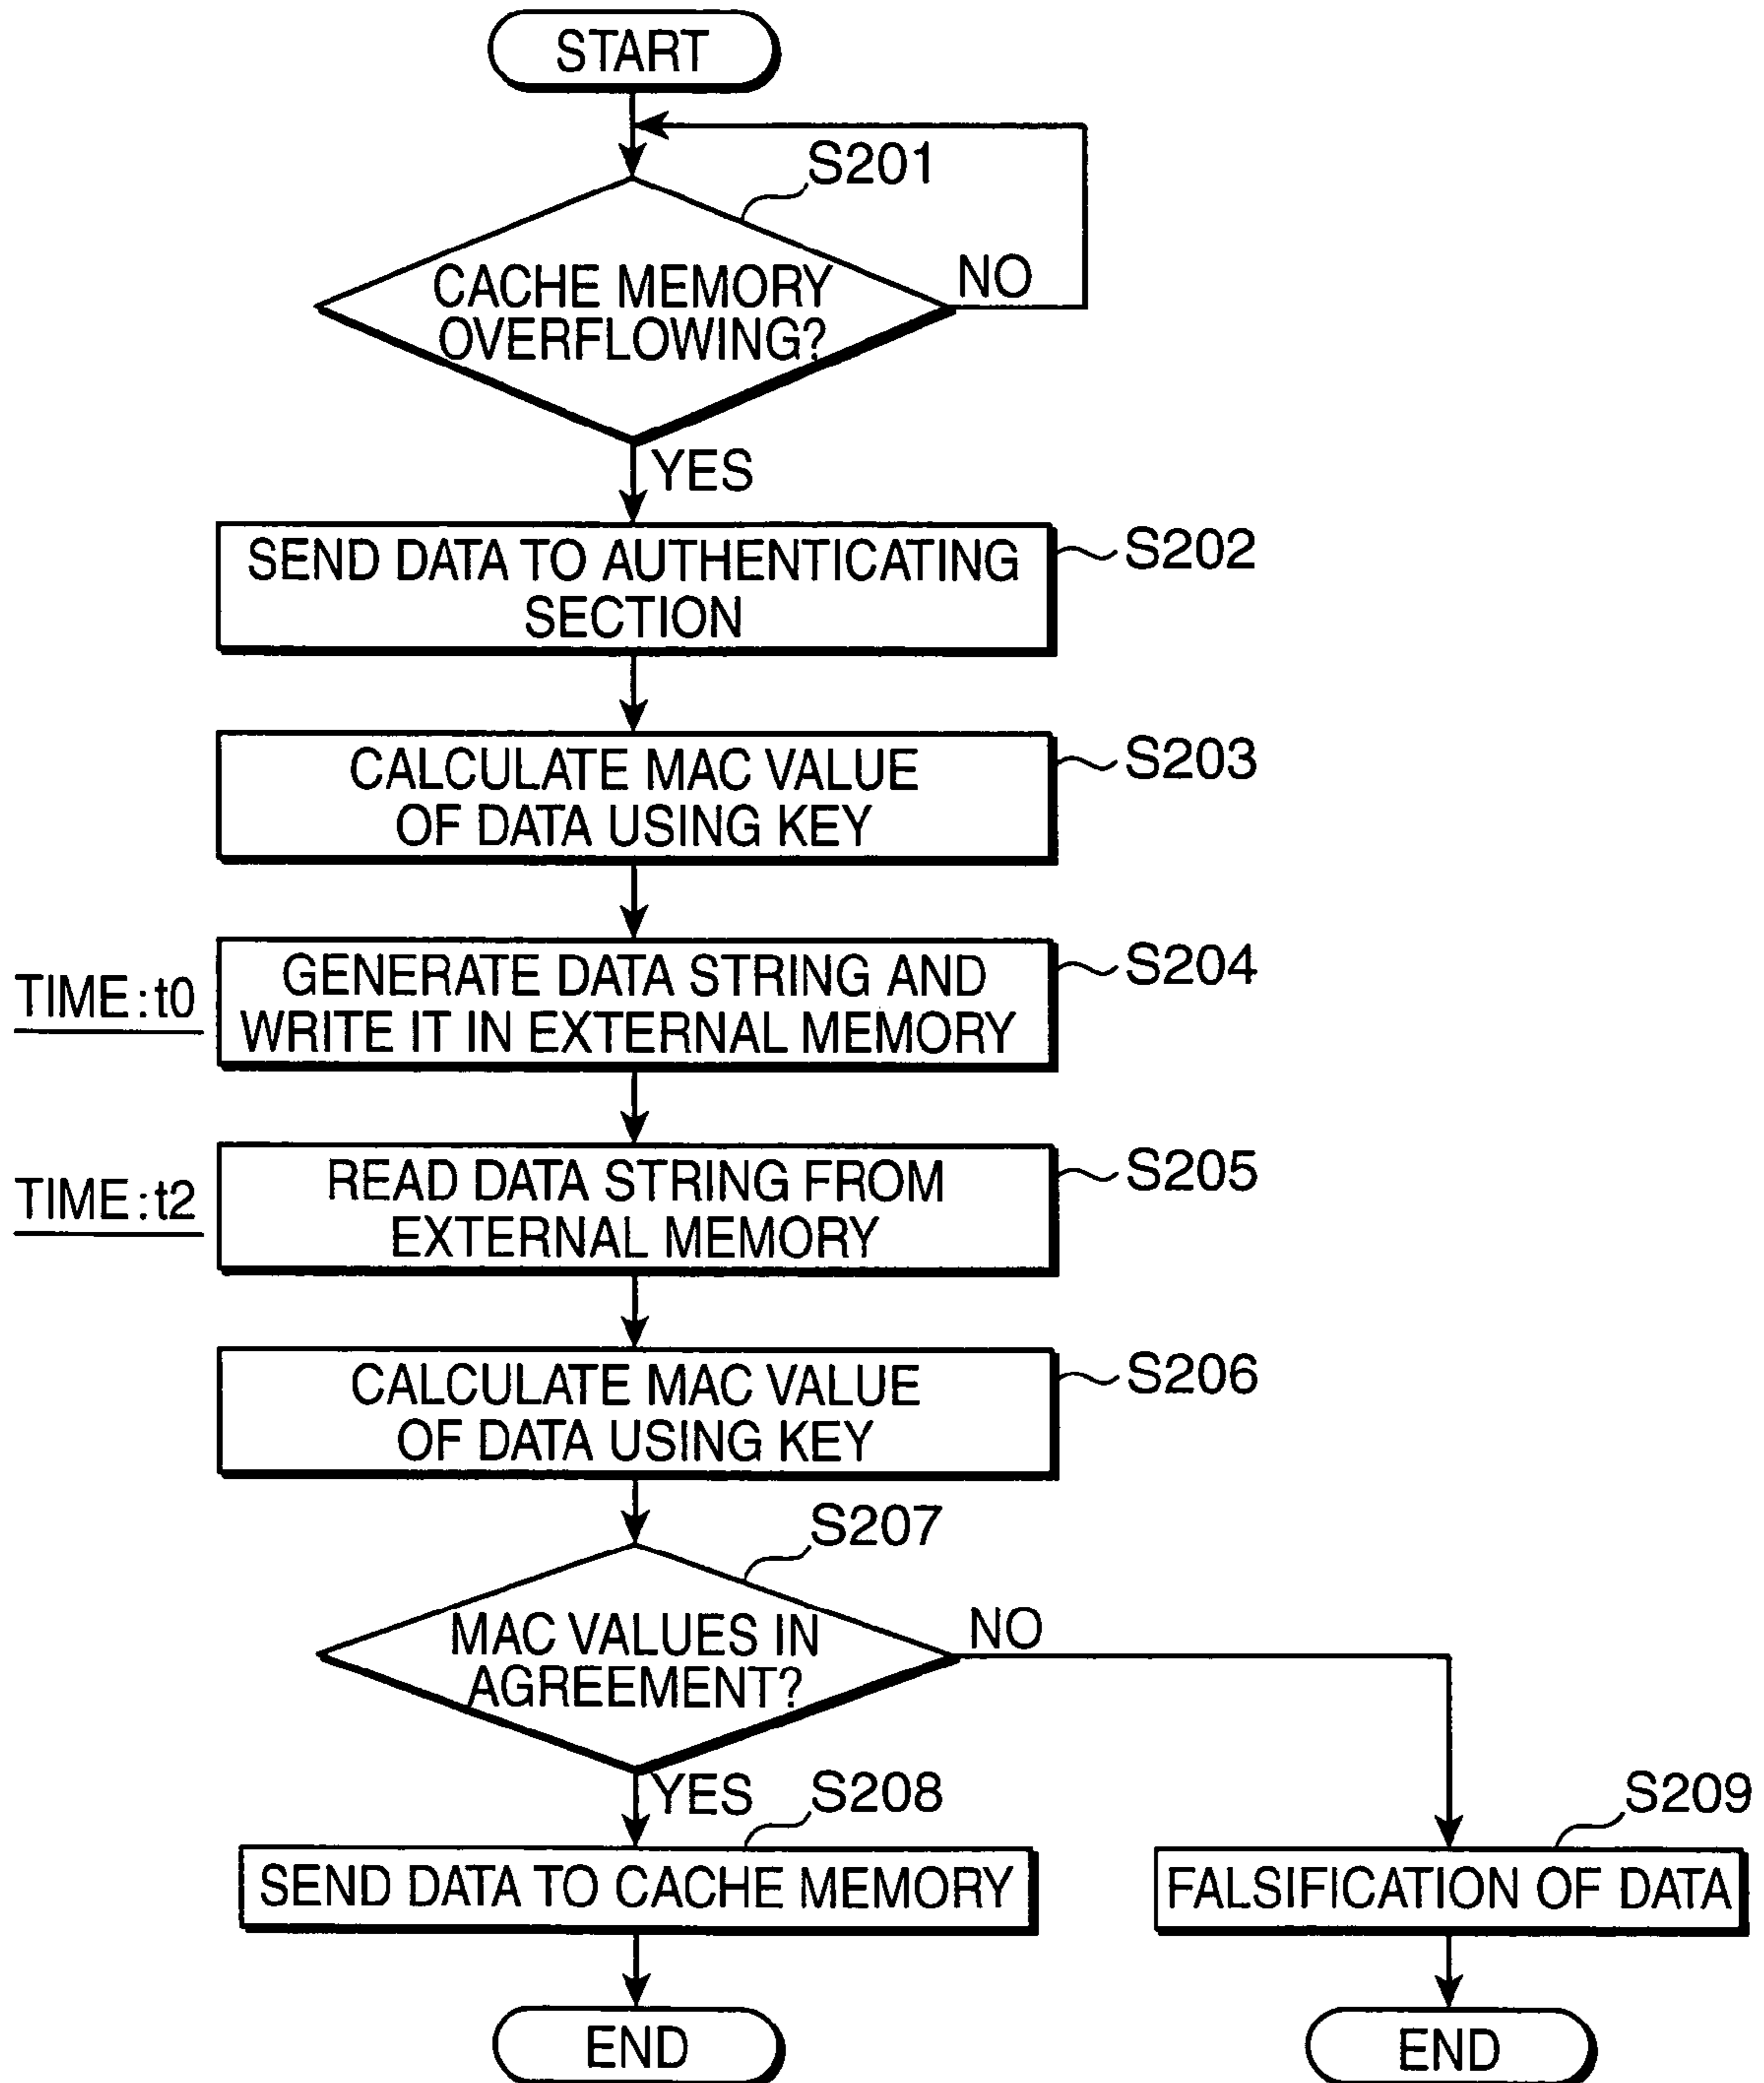 START
S201
CACHE MEMORY
OVERFLOWING?
NO
YES
SEND DATA TO AUTHENTICATING
SECTION
S202
CALCULATE MAC VALUE
OF DATA USING KEY
S203
TIME:t0
GENERATE DATA STRING AND
WRITE IT IN EXTERNAL MEMORY
S204
TIME:t2
READ DATA STRING FROM
EXTERNAL MEMORY
S205
CALCULATE MAC VALUE
OF DATA USING KEY
S206
S207
MAC VALUES IN
AGREEMENT?
NO
YES
S208
S209
SEND DATA TO CACHE MEMORY
FALSIFICATION OF DATA
END
END